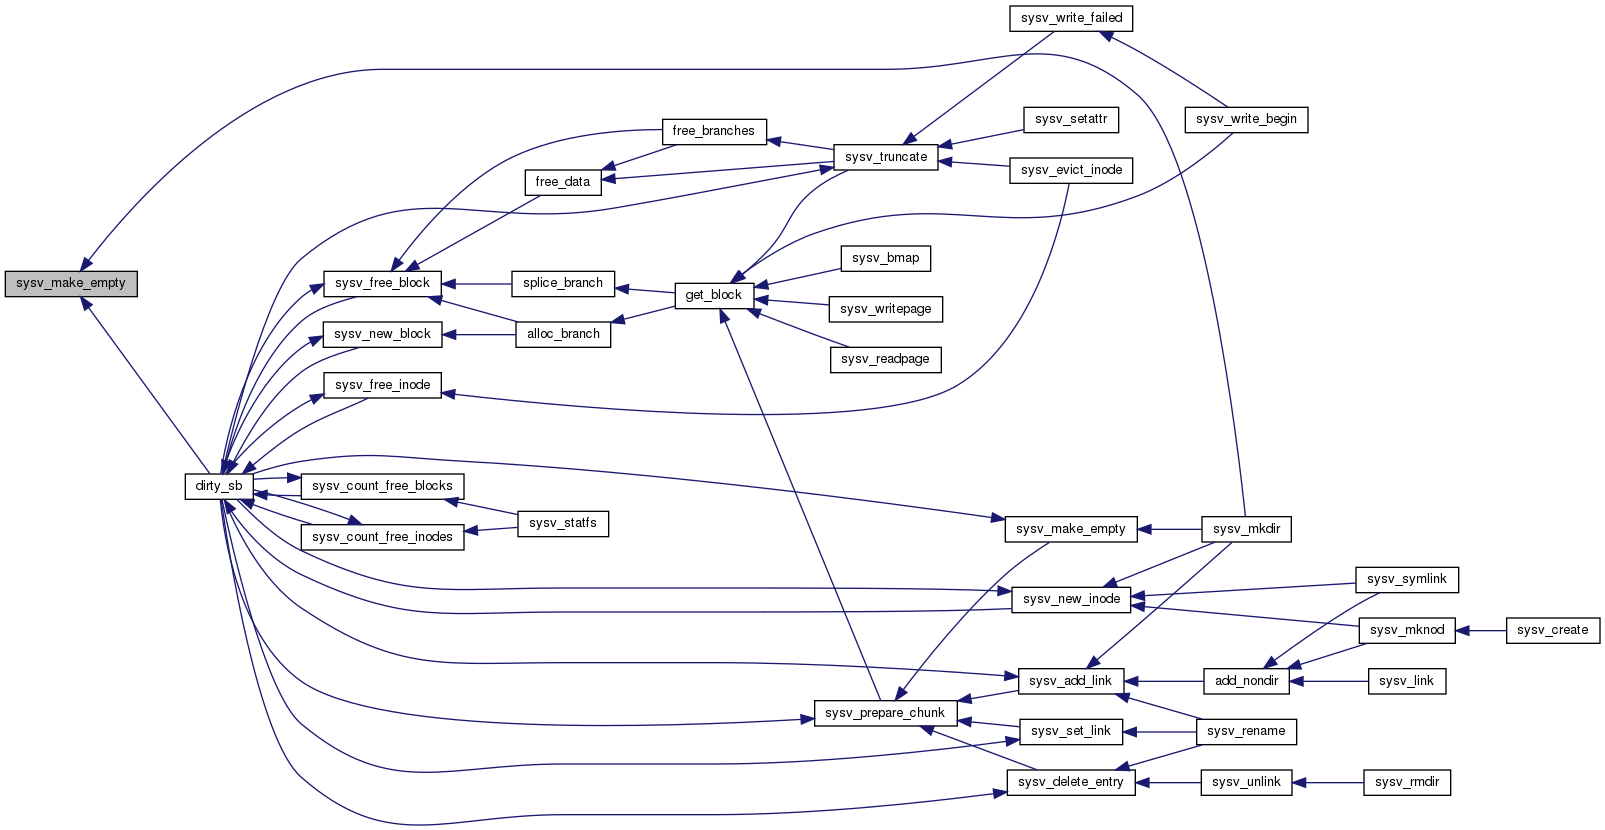 sysv_write_failed
sysv_setattr
sysv_write_begin
free_branches
sysv_truncate
sysv_evict_inode
free_data
sysv_bmap
sysv_make_empty
sysv_free_block
splice_branch
get_block
sysv_writepage
sysv_new_block
alloc_branch
sysv_readpage
sysv_free_inode
dirty_sb
sysv_count_free_blocks
sysv_statfs
sysv_make_empty
sysv_mkdir
sysv_count_free_inodes
sysv_symlink
sysv_new_inode
sysv_mknod
sysv_create
sysv_add_link
add_nondir
sysv_link
sysv_prepare_chunk
sysv_set_link
sysv_rename
sysv_delete_entry
sysv_unlink
sysv_rmdir